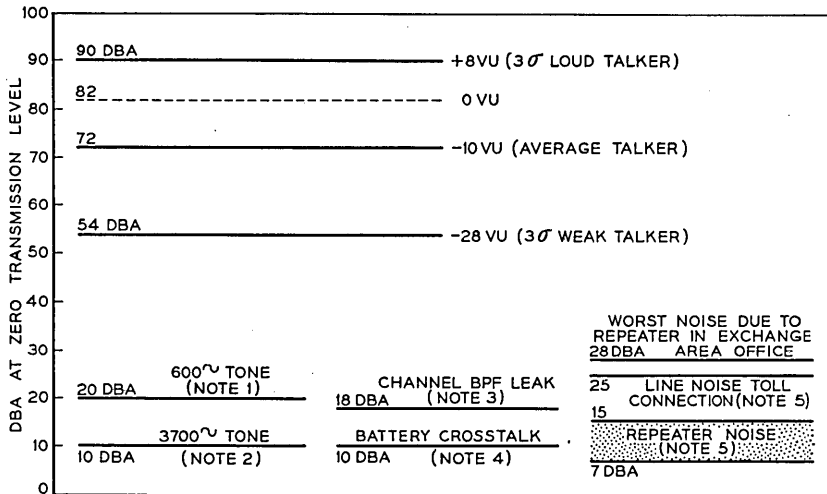 DBA AT ZERO TRANSMISSION LEVEL
100
90
80
70
60
50
40
30
20
10
0
90 DBA
+8VU (3σ LOUD TALKER)
82
0 VU
72
-10 VU (AVERAGE TALKER)
54 DBA
-28 VU (3σ WEAK TALKER)
600~ TONE
20 DBA (NOTE 1)
3700~ TONE
10 DBA (NOTE 2)
CHANNEL BPF LEAK
18 DBA (NOTE 3)
BATTERY CROSSTALK
10 DBA (NOTE 4)
WORST NOISE DUE TO
REPEATER IN EXCHANGE
28DBA AREA OFFICE
25 LINE NOISE TOLL
CONNECTION(NOTE 5)
15
REPEATER NOISE
(NOTE 5)
7 DBA